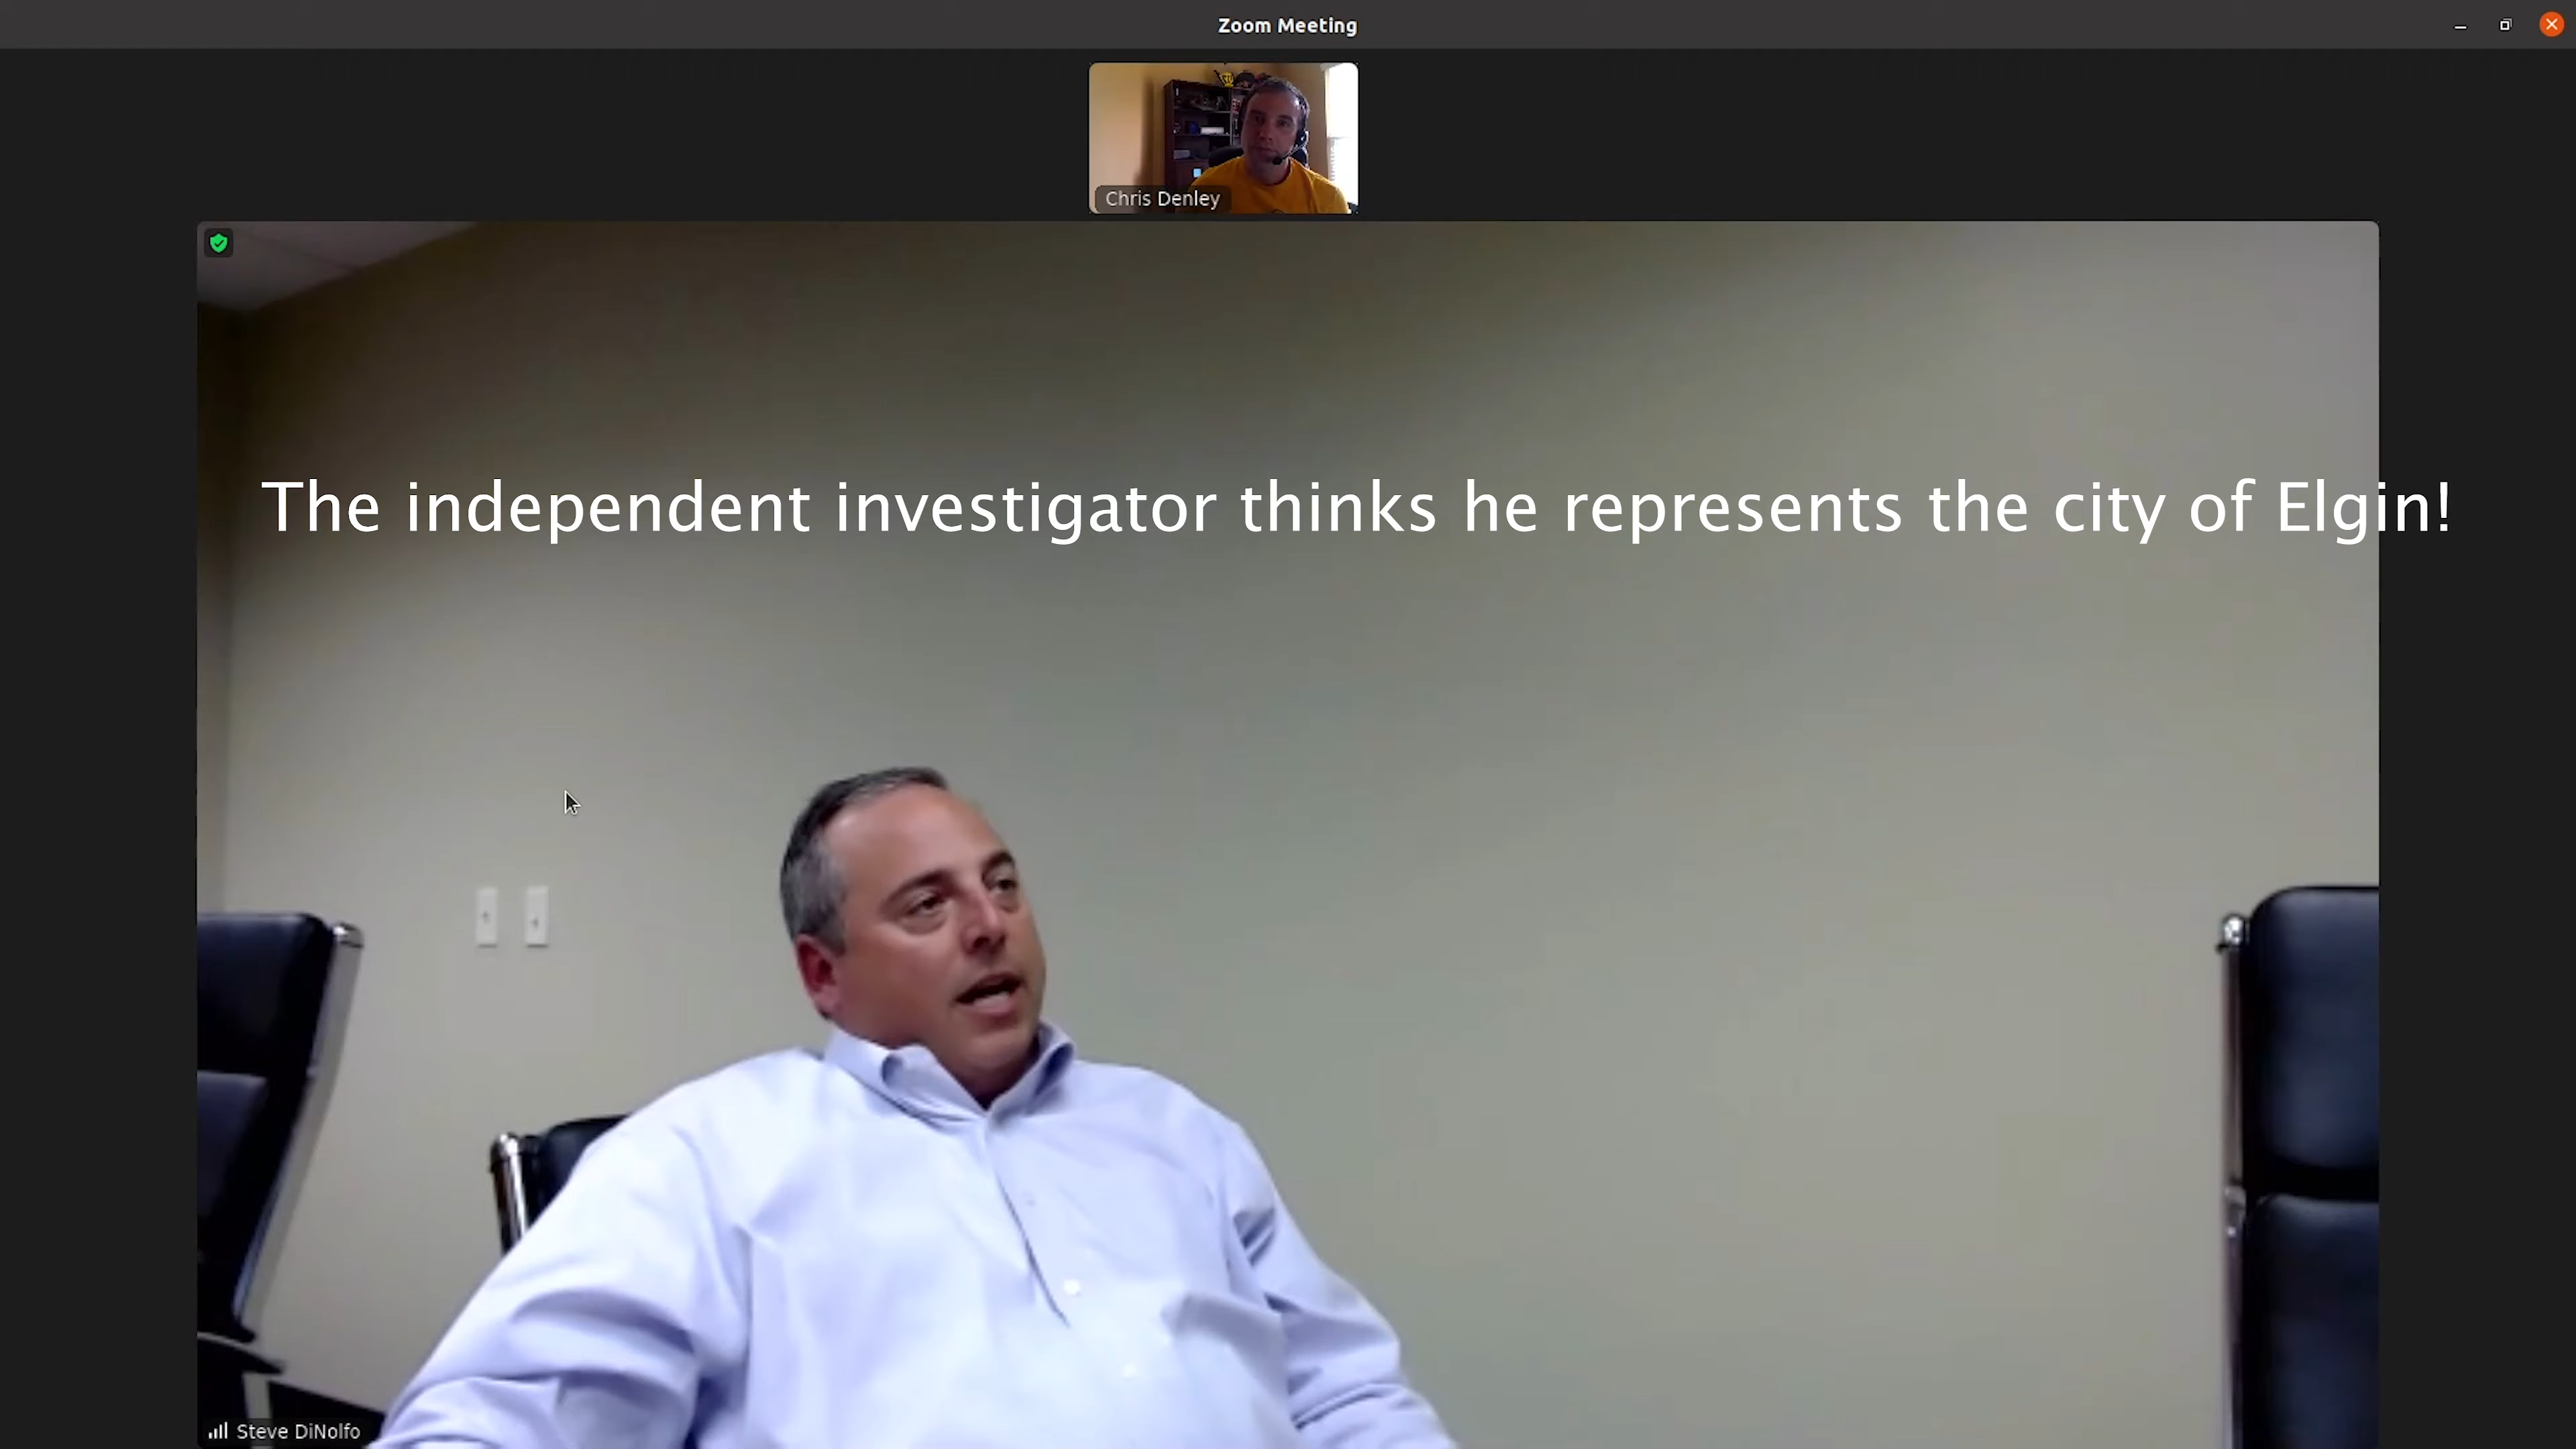 Zoom Meeting
Chris Denley
The independent investigator thinks he represents the city of Elgin!
Steve DiNolfo